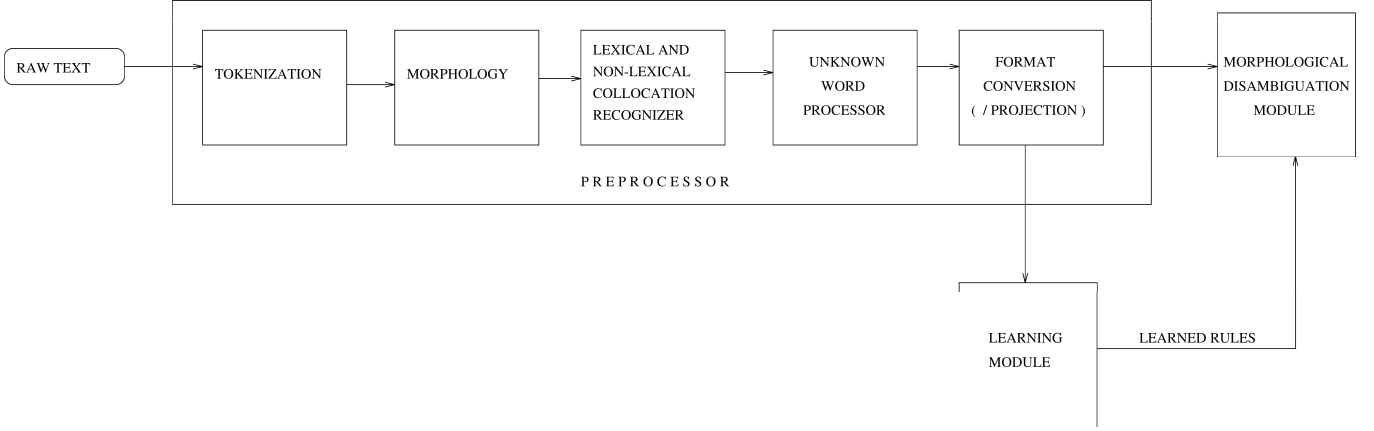 RAW TEXT
TOKENIZATION
MORPHOLOGY
LEXICAL AND
NON-LEXICAL
COLLOCATION
RECOGNIZER
UNKNOWN
WORD
PROCESSOR
FORMAT
CONVERSION
( / PROJECTION )
MORPHOLOGICAL
DISAMBIGUATION
MODULE
P R E P R O C E S S O R
LEARNING
MODULE
LEARNED RULES